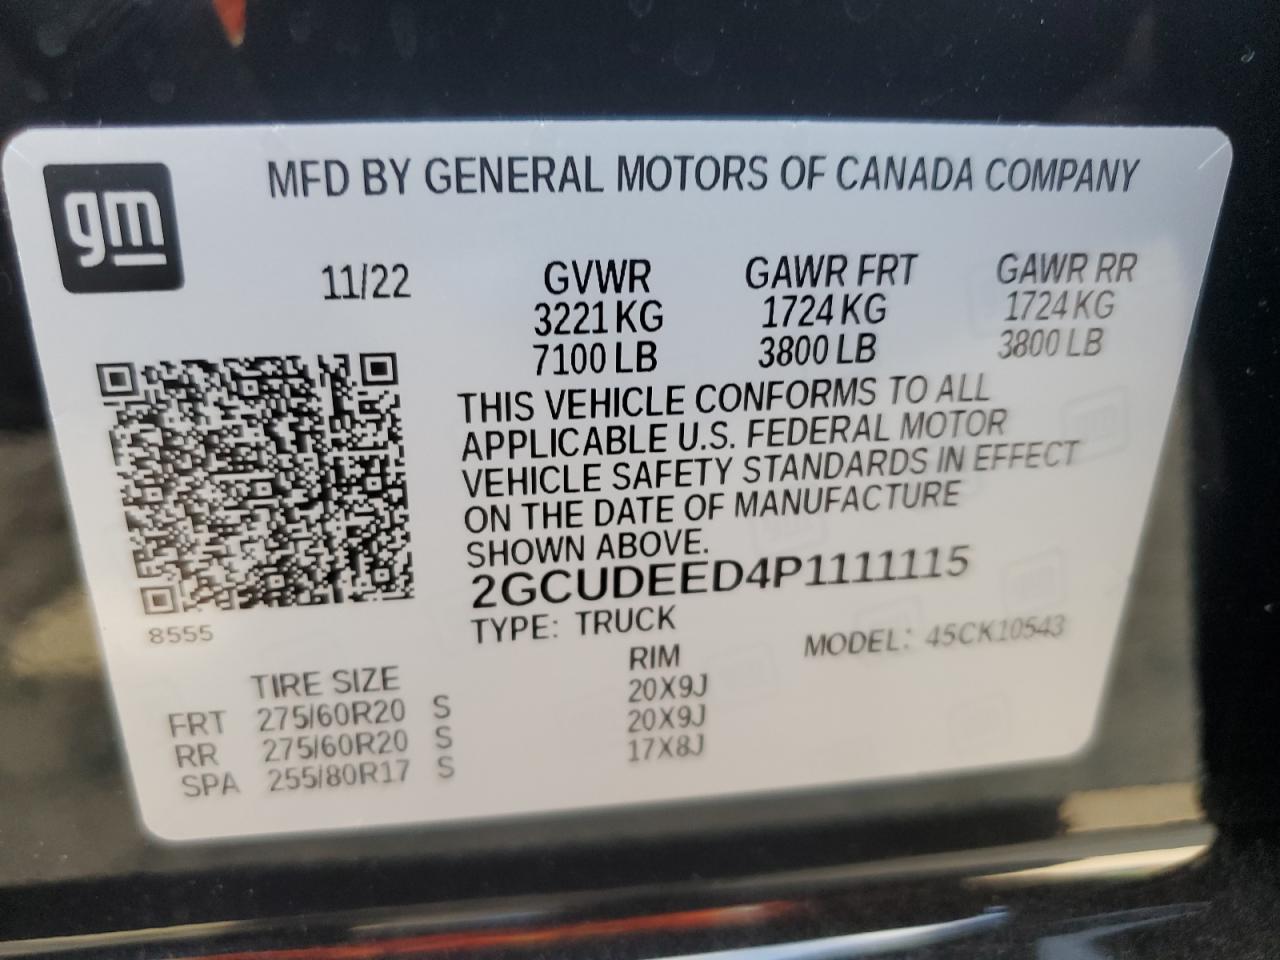 gm
MFD BY GENERAL MOTORS OF CANADA COMPANY
11/22 GVWR GAWR FRT GAWR RR
3221 KG 1724 KG 1724 KG
7100 LB 3800 LB 3800 LB
THIS VEHICLE CONFORMS TO ALL
APPLICABLE U.S. FEDERAL MOTOR
VEHICLE SAFETY STANDARDS IN EFFECT
ON THE DATE OF MANUFACTURE
SHOWN ABOVE.
2GCUDEED4P1111115
8555 TYPE: TRUCK MODEL: 45CK10543
TIRE SIZE RIM
FRT 275/60R20 S 20X9J
RR 275/60R20 S 20X9J
SPA 255/80R17 S 17X8J